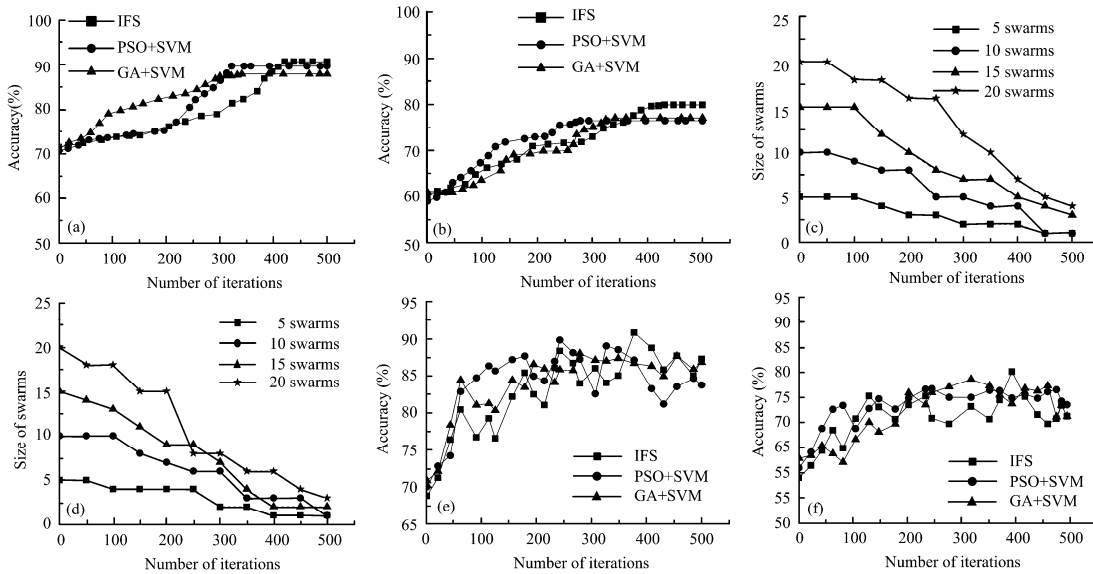 100
90
80
70
60
50
Accuracy(%)
IFS
PSO+SVM
GA+SVM
(a)
0
100
200
300
400
500
Number of iterations
100
90
80
70
60
50
Accuracy (%)
IFS
PSO+SVM
GA+SVM
(b)
0
100
200
300
400
500
Number of iterations
25
20
15
10
5
0
Size of swarms
5 swarms
10 swarms
15 swarms
20 swarms
(c)
0
100
200
300
400
500
Number of iterations
25
20
15
10
5
0
Size of swarms
5 swarms
10 swarms
15 swarms
20 swarms
(d)
0
100
200
300
400
500
Number of iterations
95
90
85
80
75
70
65
Accuracy (%)
IFS
PSO+SVM
GA+SVM
(e)
0
100
200
300
400
500
Number of iterations
95
95
85
80
75
70
65
55
55
50
Accuracy (%)
IFS
PSO+SVM
GA+SVM
(f)
0
100
200
300
400
500
Number of iterations